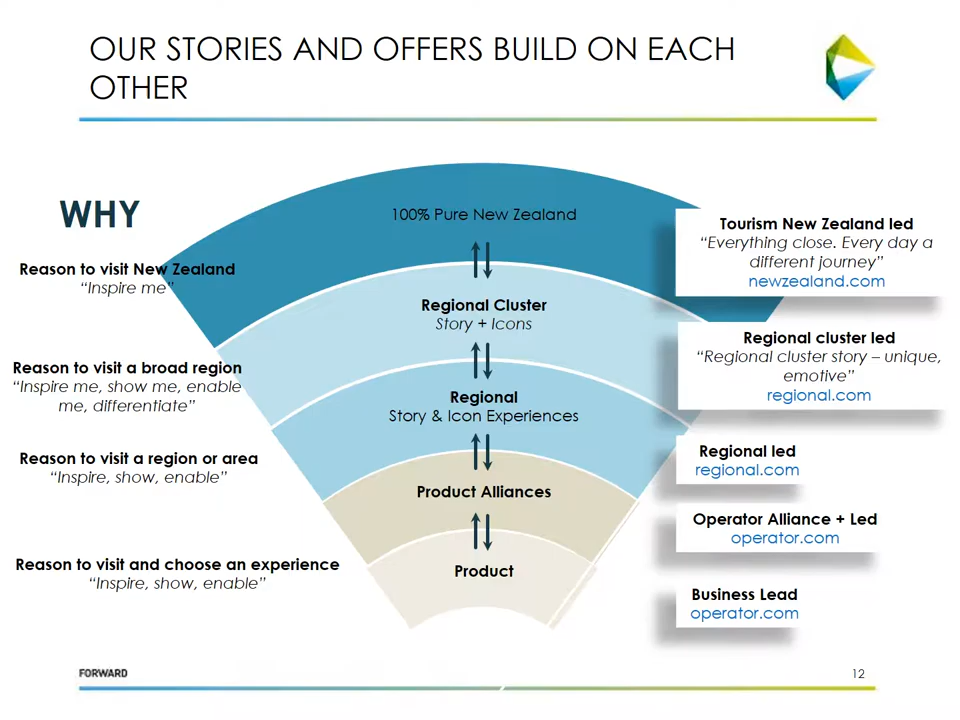 OUR STORIES AND OFFERS BUILD ON EACH
OTHER
WHY
Reason to visit New Zealand
“Inspire me”
Reason to visit a broad region
“Inspire me, show me, enable
me, differentiate”
Reason to visit a region or area
“Inspire, show, enable”
Reason to visit and choose an experience
“Inspire, show, enable”
100% Pure New Zealand
Regional Cluster
Story + Icons
Regional
Story & Icon Experiences
Product Alliances
Product
Tourism New Zealand led
“Everything close. Every day a
different journey”
newzealand.com
Regional cluster led
“Regional cluster story – unique,
emotive”
regional.com
Regional led
regional.com
Operator Alliance + Led
operator.com
Business Lead
operator.com
FORWARD
12